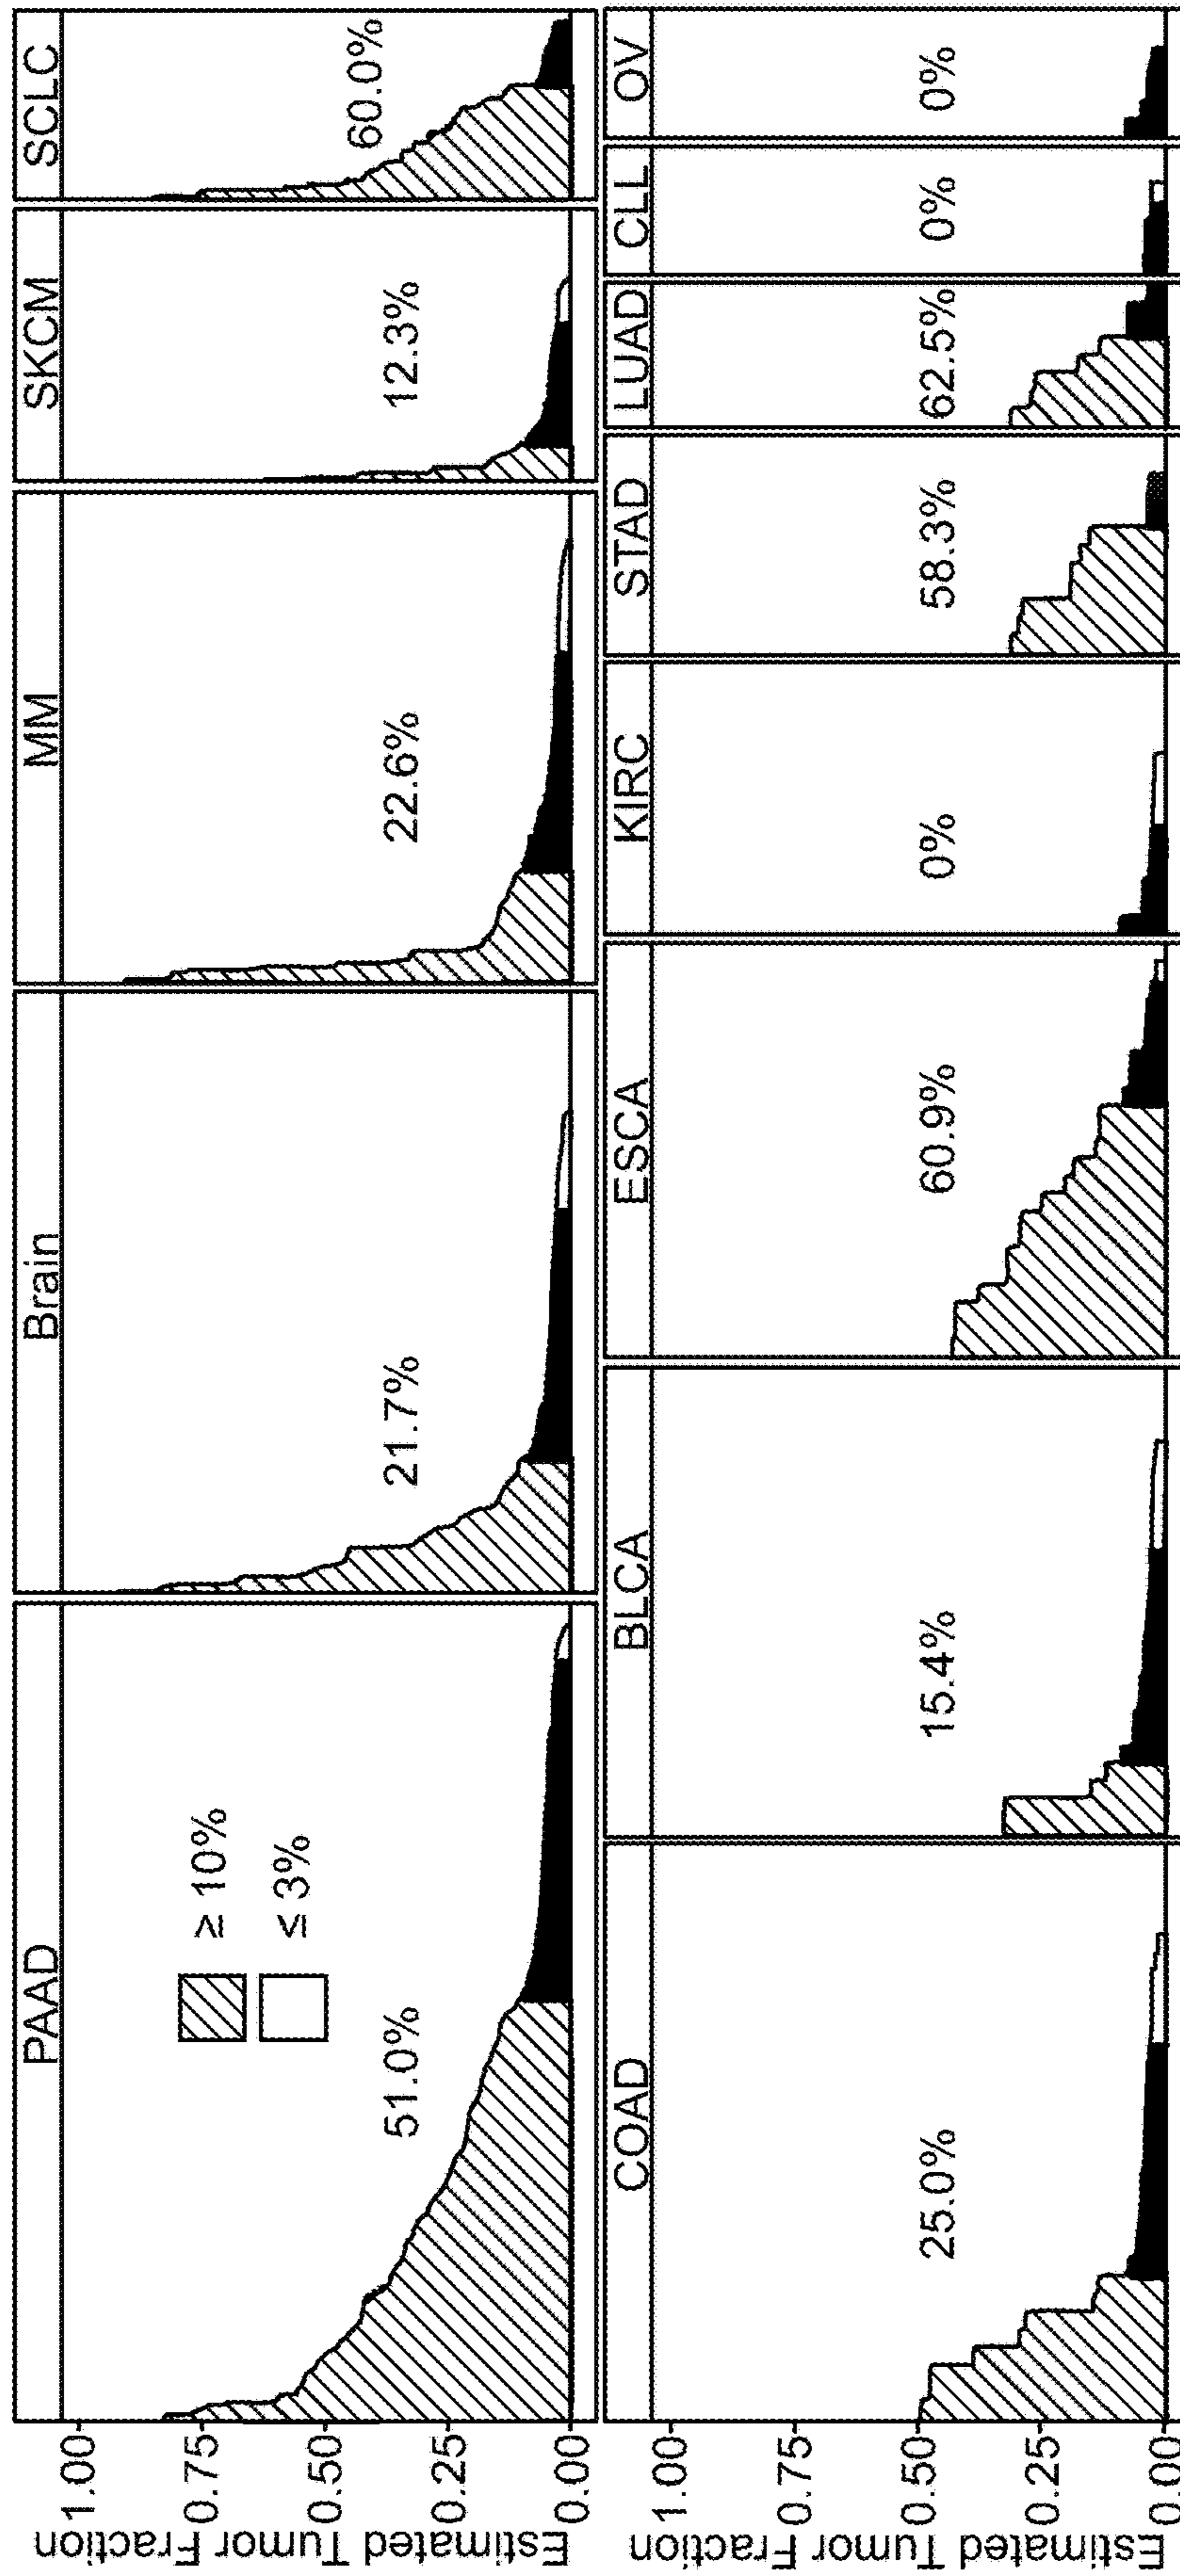 PAAD
Brain
MM
SKCM
SCLC
Estimated Tumor Fraction
1.00
0.75
0.50
0.25
0.00
≥ 10%
≤ 3%
51.0%
21.7%
22.6%
12.3%
60.0%
COAD
BLCA
ESCA
KIRC
STAD
LUAD
CLL
OV
Estimated Tumor Fraction
1.00
0.75
0.50
0.25
0.00
25.0%
15.4%
60.9%
0%
58.3%
62.5%
0%
0%